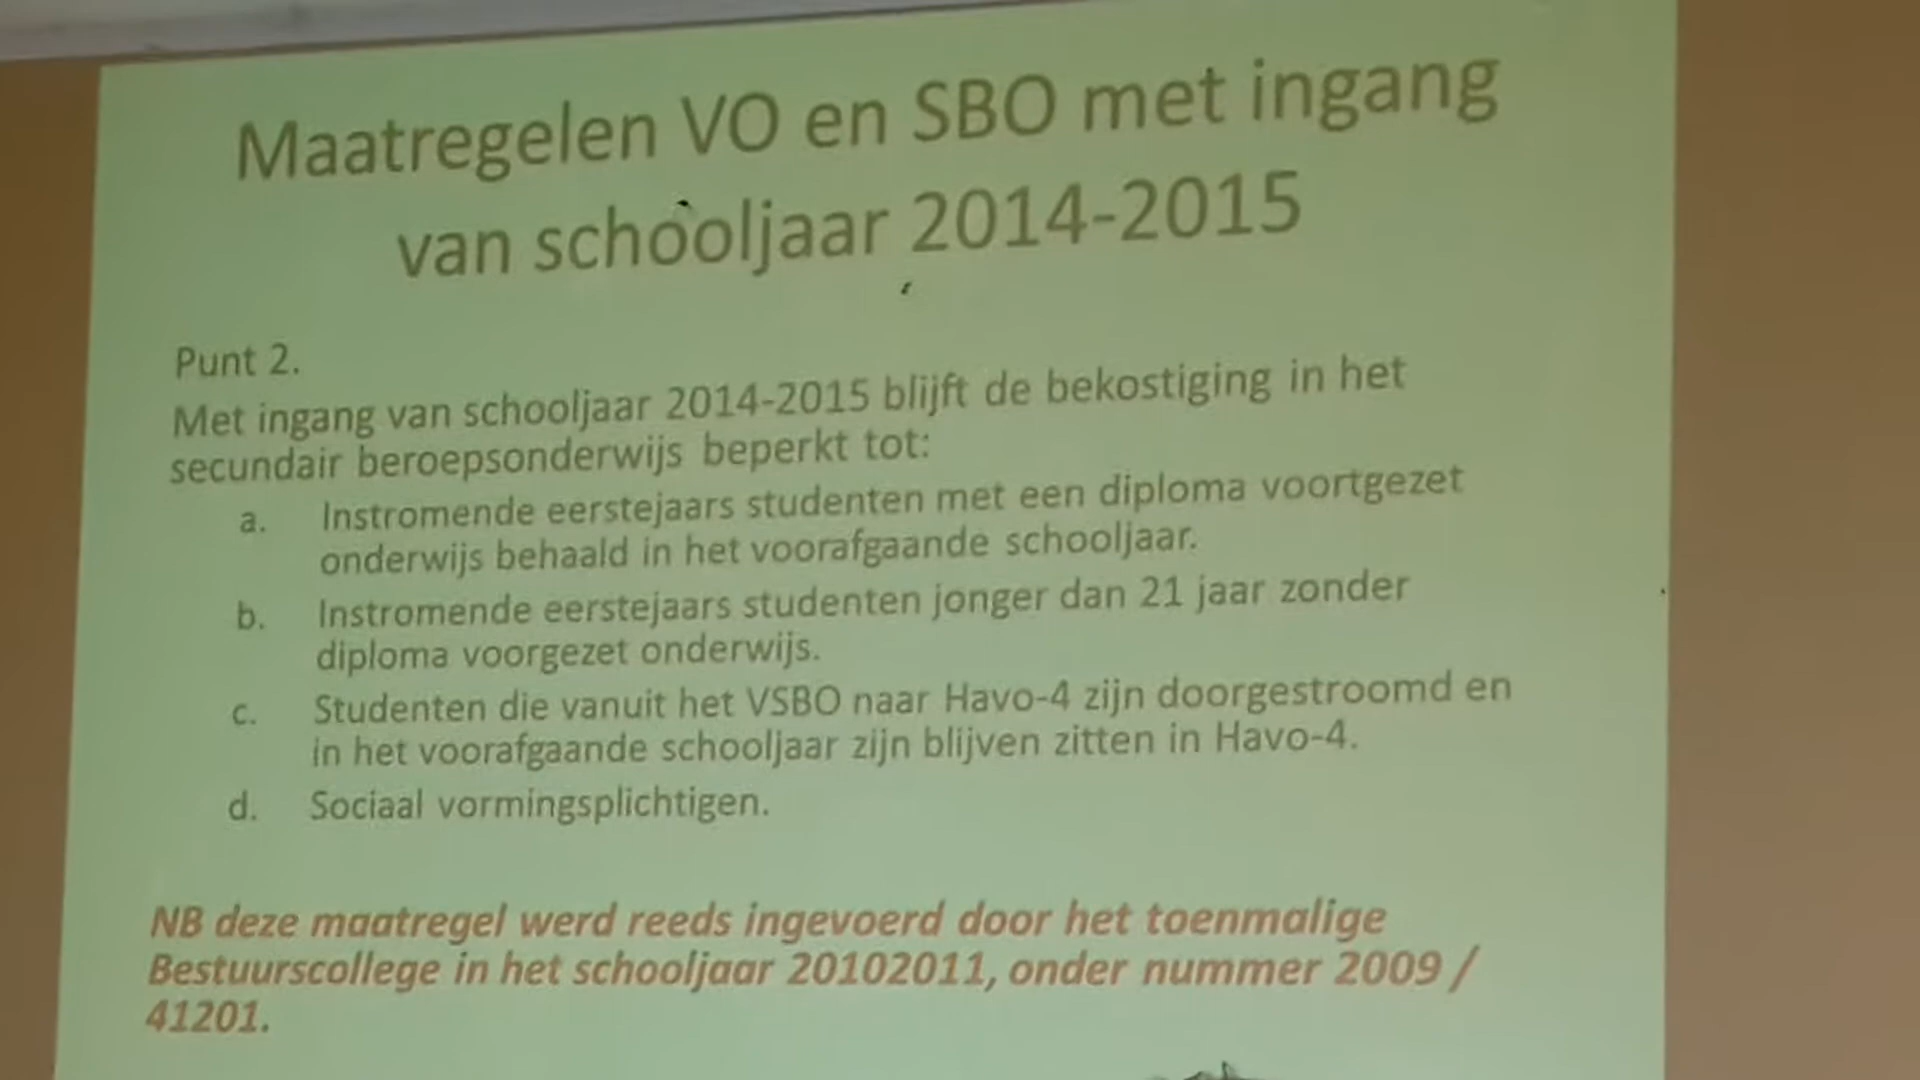 Maatregelen VO en SBO met ingang
van schooljaar 2014-2015
Punt 2.
Met ingang van schooljaar 2014-2015 blijft de bekostiging in het
secundair beroepsonderwijs beperkt tot:
a. Instromende eerstejaars studenten met een diploma voortgezet
onderwijs behaald in het voorafgaande schooljaar.
b. Instromende eerstejaars studenten jonger dan 21 jaar zonder
diploma voorgezet onderwijs.
c. Studenten die vanuit het VSBO naar Havo-4 zijn doorgestroomd en
in het voorafgaande schooljaar zijn blijven zitten in Havo-4.
d. Sociaal vormingsplichtigen.
NB deze maatregel werd reeds ingevoerd door het toenmalige
Bestuurscollege in het schooljaar 20102011, onder nummer 2009 /
41201.